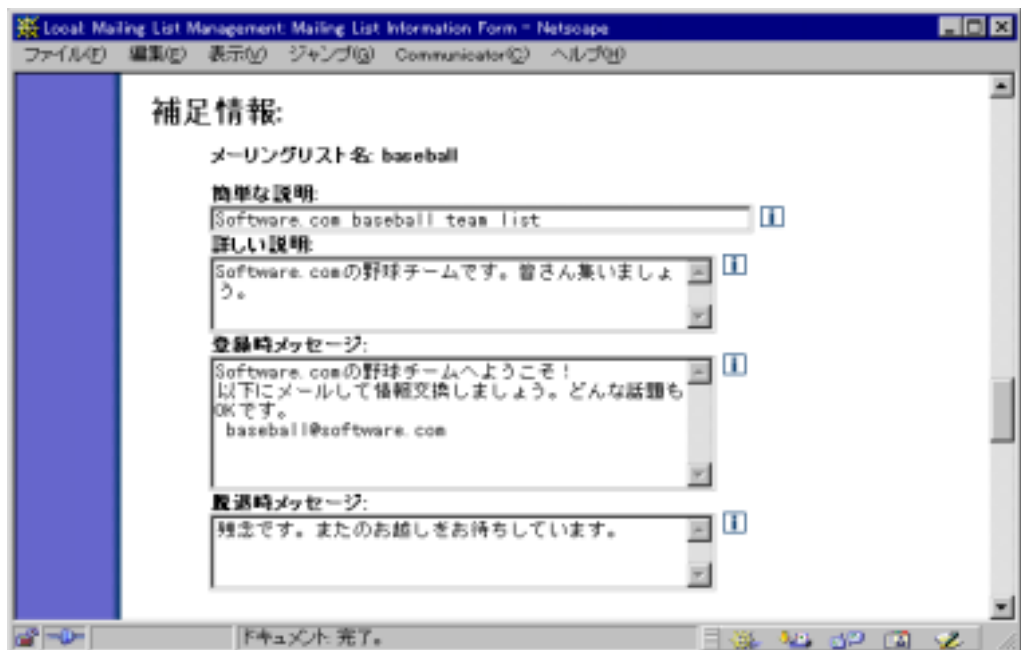 Local: Mailing List Management: Mailing List Information Form - Netscape
ファイル(F) 編集(E) 表示(V) ジャンプ(G) Communicator(C) ヘルプ(H)
補足情報:
メーリングリスト名: baseball
簡単な説明:
Software.com baseball team list
詳しい説明:
Software.comの野球チームです。皆さん集いましょ
う。
登録時メッセージ:
Software.comの野球チームへようこそ!
以下にメールして情報交換しましょう。どんな話題も
OKです。
baseball@software.com
脱退時メッセージ:
残念です。またのお越しをお待ちしています。
ドキュメント: 完了。